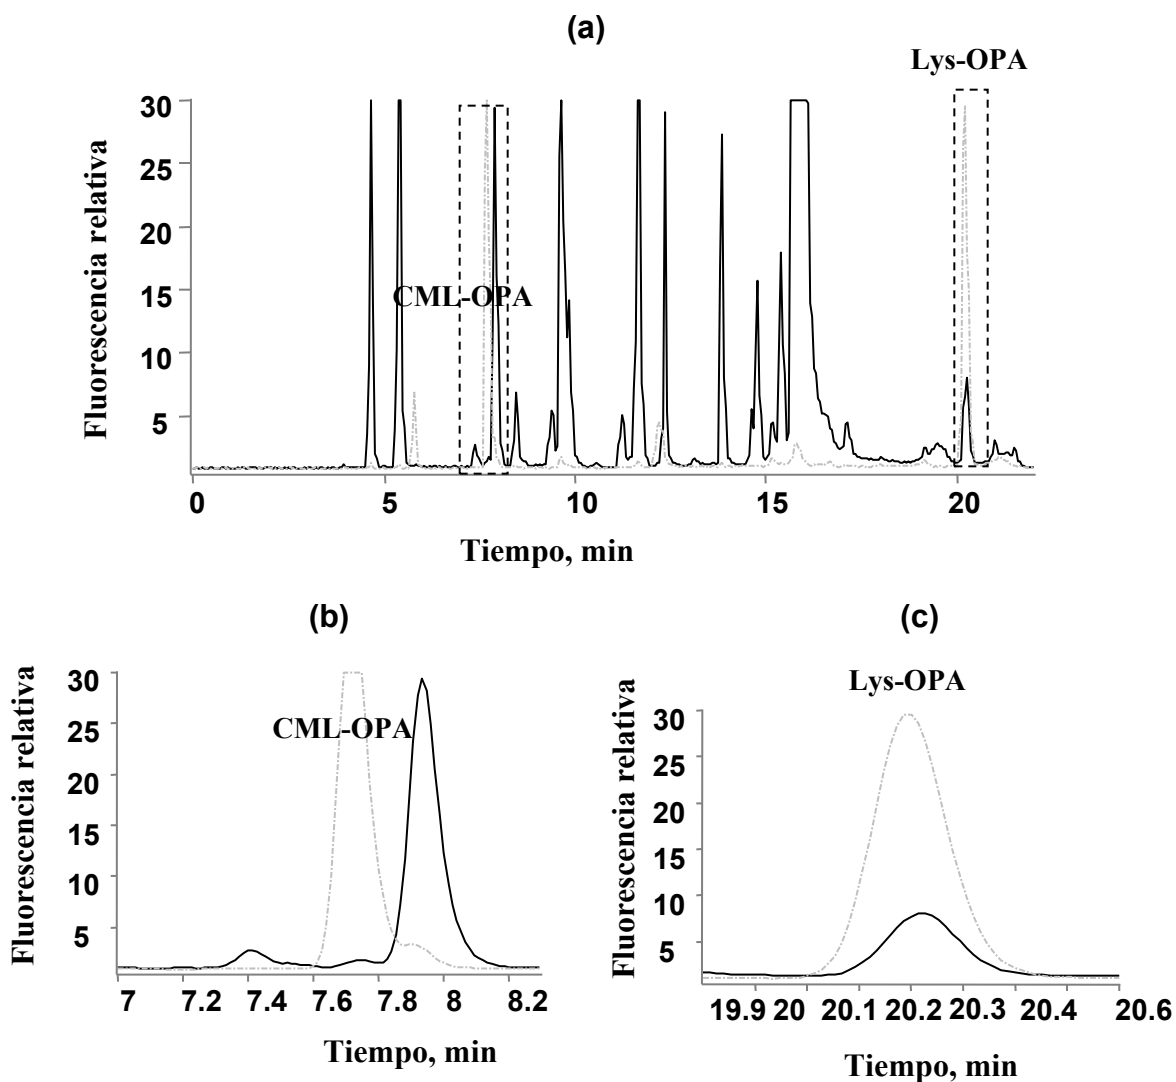 (a)
Lys-OPA
30
25
20
15
10
5
Fluorescencia relativa
CML-OPA
0 5 10 15 20
Tiempo, min
(b)
30
25
20
15
10
5
Fluorescencia relativa
CML-OPA
7 7.2 7.4 7.6 7.8 8 8.2
Tiempo, min
(c)
Lys-OPA
30
25
20
15
10
5
Fluorescencia relativa
19.9 20 20.1 20.2 20.3 20.4 20.6
Tiempo, min